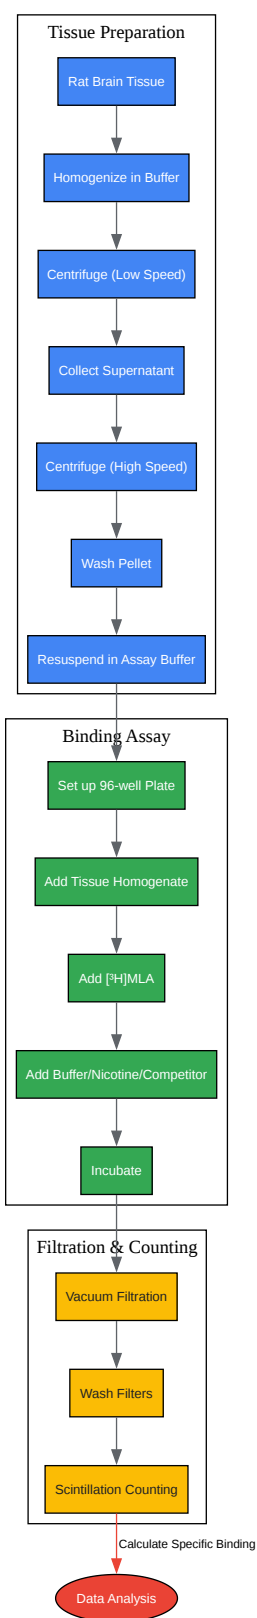 Tissue Preparation
Rat Brain Tissue
Homogenize in Buffer
Centrifuge (Low Speed)
Collect Supernatant
Centrifuge (High Speed)
Wash Pellet
Resuspend in Assay Buffer
Binding Assay
Set up 96-well Plate
Add Tissue Homogenate
Add [³H]MLA
Add Buffer/Nicotine/Competitor
Incubate
Filtration & Counting
Vacuum Filtration
Wash Filters
Scintillation Counting
Calculate Specific Binding
Data Analysis